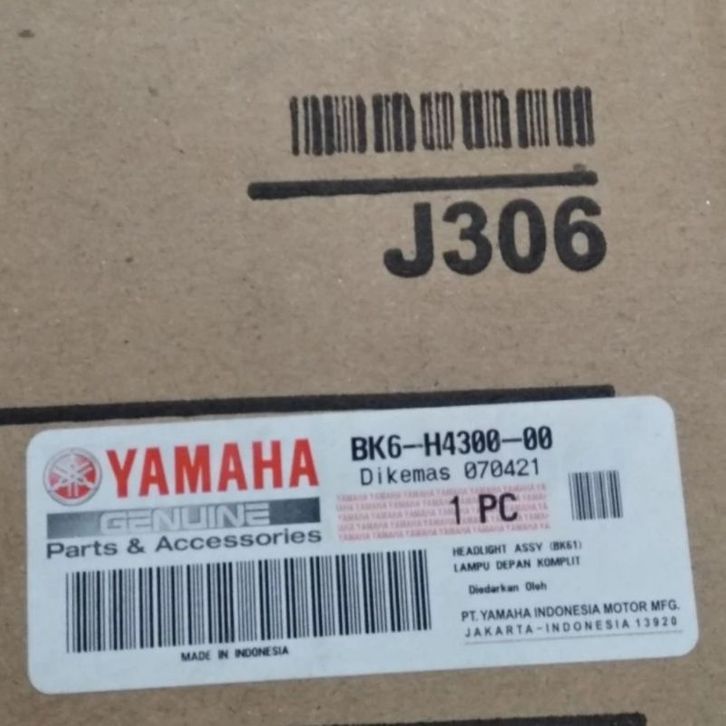 J306
YAMAHA
GENUINE
Parts & Accessories
BK6-H4300-00
Dikemas 070421
1 PC
HEADLIGHT ASSY (BK61)
LAMPU DEPAN KOMPLIT
Diedarkan Oleh
PT. YAMAHA INDONESIA MOTOR MFG.
JAKARTA-INDONESIA 13920
MADE IN INDONESIA